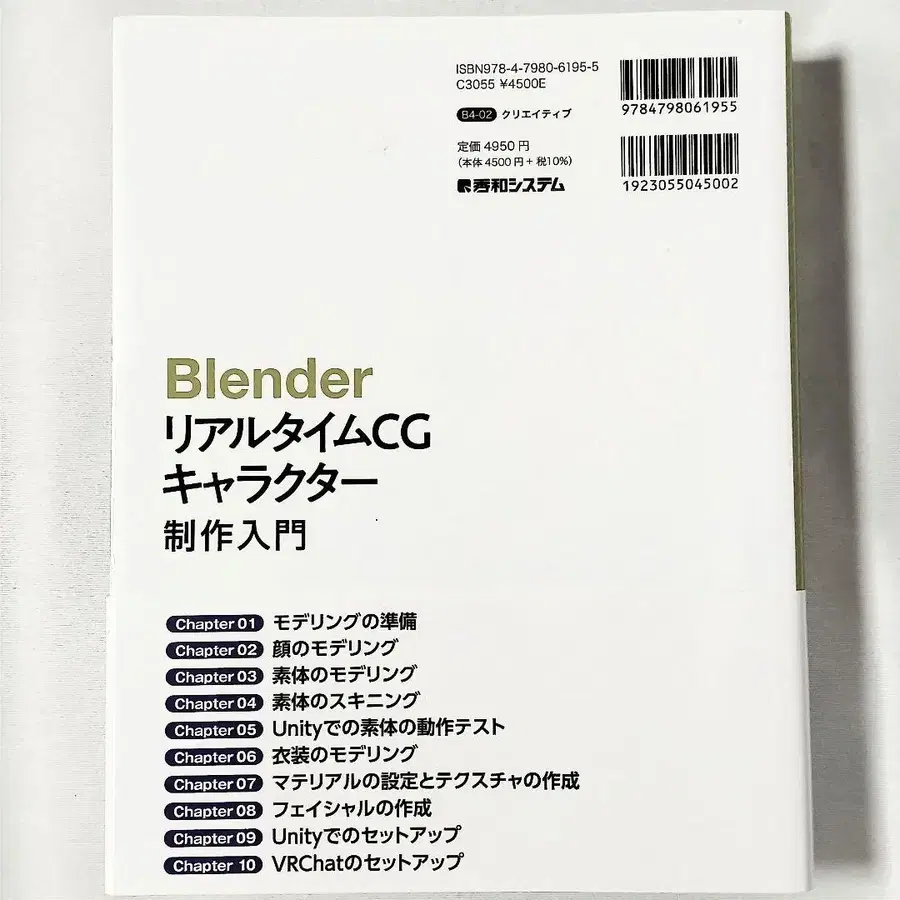 ISBN978-4-7980-6195-5
C3055 ¥4500E
9784798061955
B4-02 クリエイティブ
定価 4950 円
(本体 4500 円 + 税10%)
秀和システム
1923055045002
Blender
リアルタイムCG
キャラクター
制作入門
Chapter 01 モデリングの準備
Chapter 02 顔のモデリング
Chapter 03 素体のモデリング
Chapter 04 素体のスキニング
Chapter 05 Unityでの素体の動作テスト
Chapter 06 衣装のモデリング
Chapter 07 マテリアルの設定とテクスチャの作成
Chapter 08 フェイシャルの作成
Chapter 09 Unityでのセットアップ
Chapter 10 VRChatのセットアップ